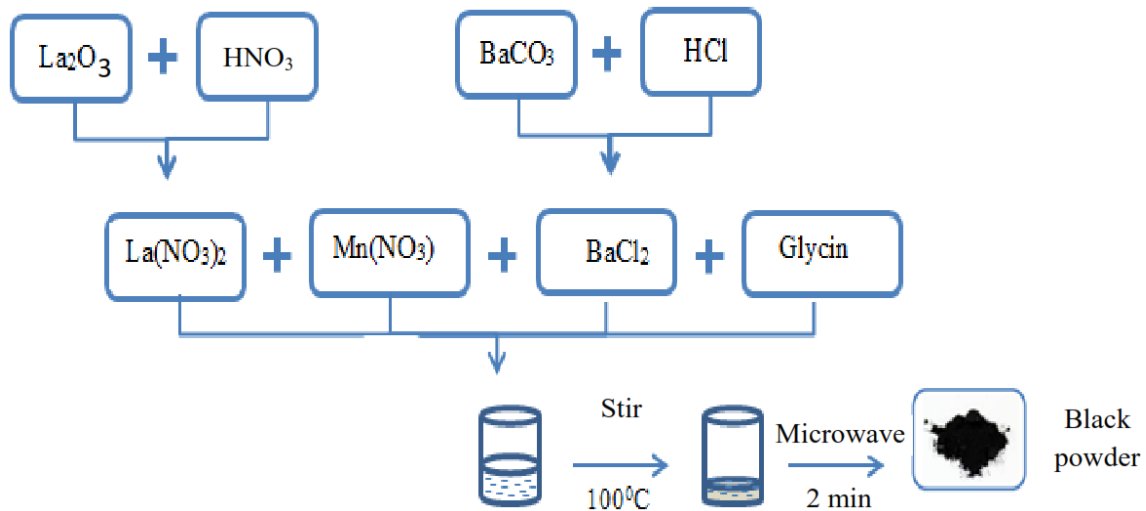 La₂O₃ + HNO₃
BaCO₃ + HCl
La(NO₃)₂ + Mn(NO₃) + BaCl₂ + Glycin
Stir
100⁰C
Microwave
2 min
Black
powder